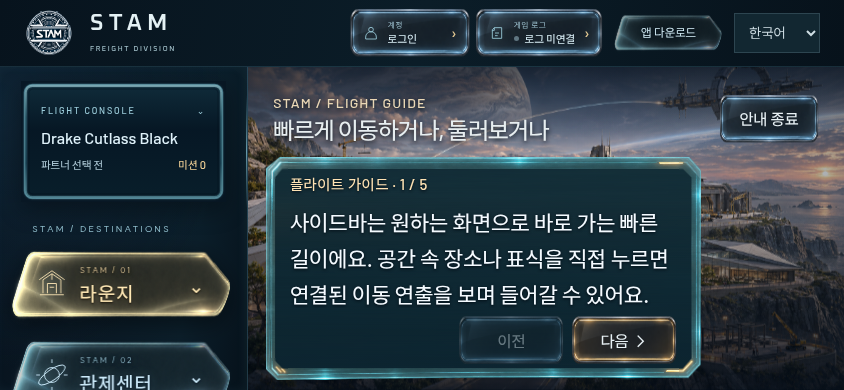 STAM
STAM
FREIGHT DIVISION
계정
로그인
게임 로그
로그 미연결
앱 다운로드
한국어
FLIGHT CONSOLE
Drake Cutlass Black
파트너 선택 전
미션 0
STAM / DESTINATIONS
STAM / 01
라운지
STAM / 02
관제센터
STAM / FLIGHT GUIDE
빠르게 이동하거나, 둘러보거나
안내 종료
플라이트 가이드 · 1 / 5
사이드바는 원하는 화면으로 바로 가는 빠른
길이에요. 공간 속 장소나 표식을 직접 누르면
연결된 이동 연출을 보며 들어갈 수 있어요.
이전
다음